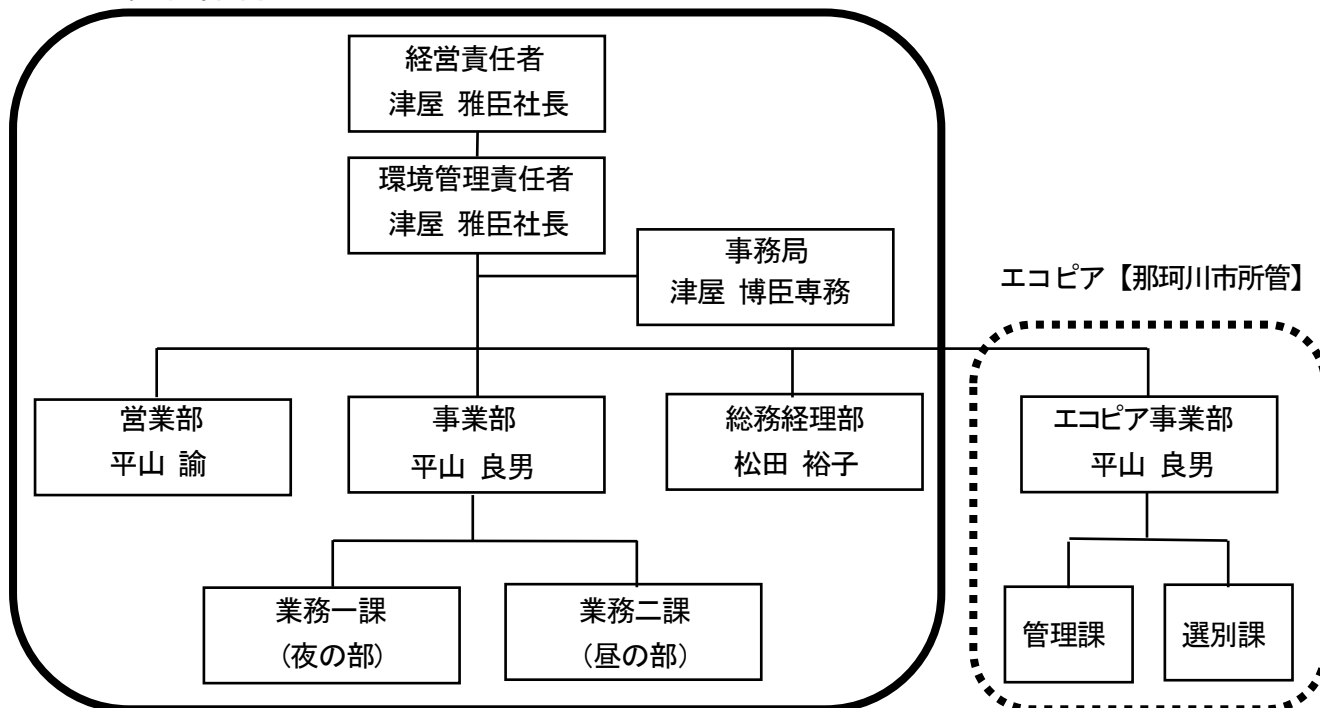 経営責任者
津屋 雅臣社長
環境管理責任者
津屋 雅臣社長
事務局
津屋 博臣専務
エコピア【那珂川市所管】
営業部
平山 諭
事業部
平山 良男
総務経理部
松田 裕子
エコピア事業部
平山 良男
業務一課
(夜の部)
業務二課
(昼の部)
管理課
選別課